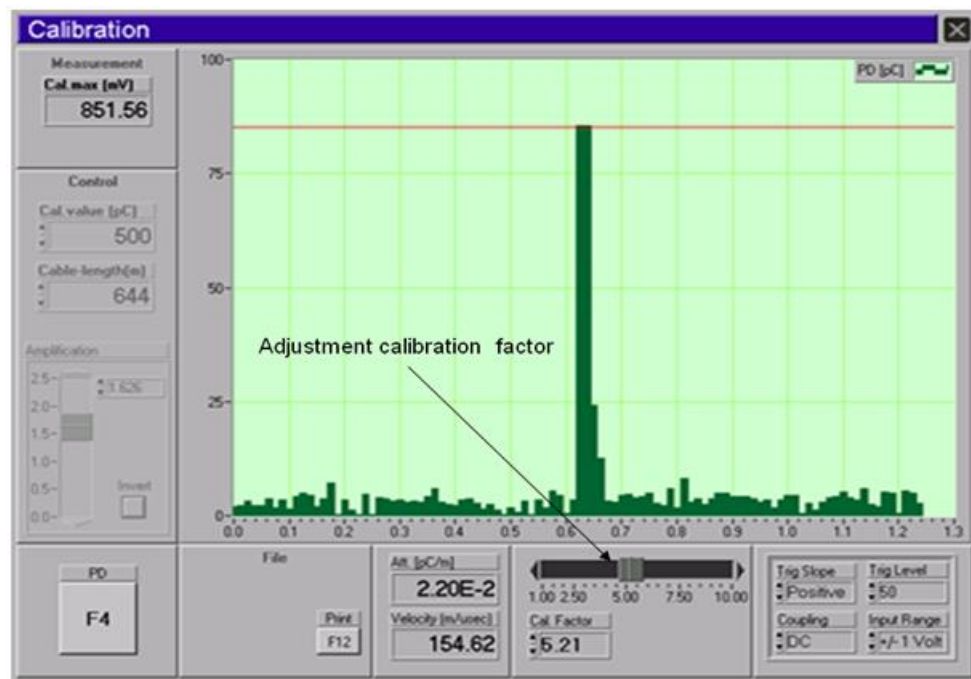 Calibration
Measurement
Cal.max [mV]
851.56
Control
Cal.value [pC]
500
Cable-length(m)
644
Amplification
2.5
2.0
1.5
1.0
0.5
0.0
Invert
PD [pC]
100
75
50
25
0
Adjustment calibration factor
0.0 0.1 0.2 0.3 0.4 0.5 0.6 0.7 0.8 0.9 1.0 1.1 1.2 1.3
PD
F4
File
Print
F12
Att. [pC/m]
2.20E-2
Velocity [m/usec]
154.62
1.00 2.50 5.00 7.50 10.00
Cal. Factor
5.21
Trig Slope Trig Level
Positive 50
Coupling Input Range
DC +/- 1 Volt